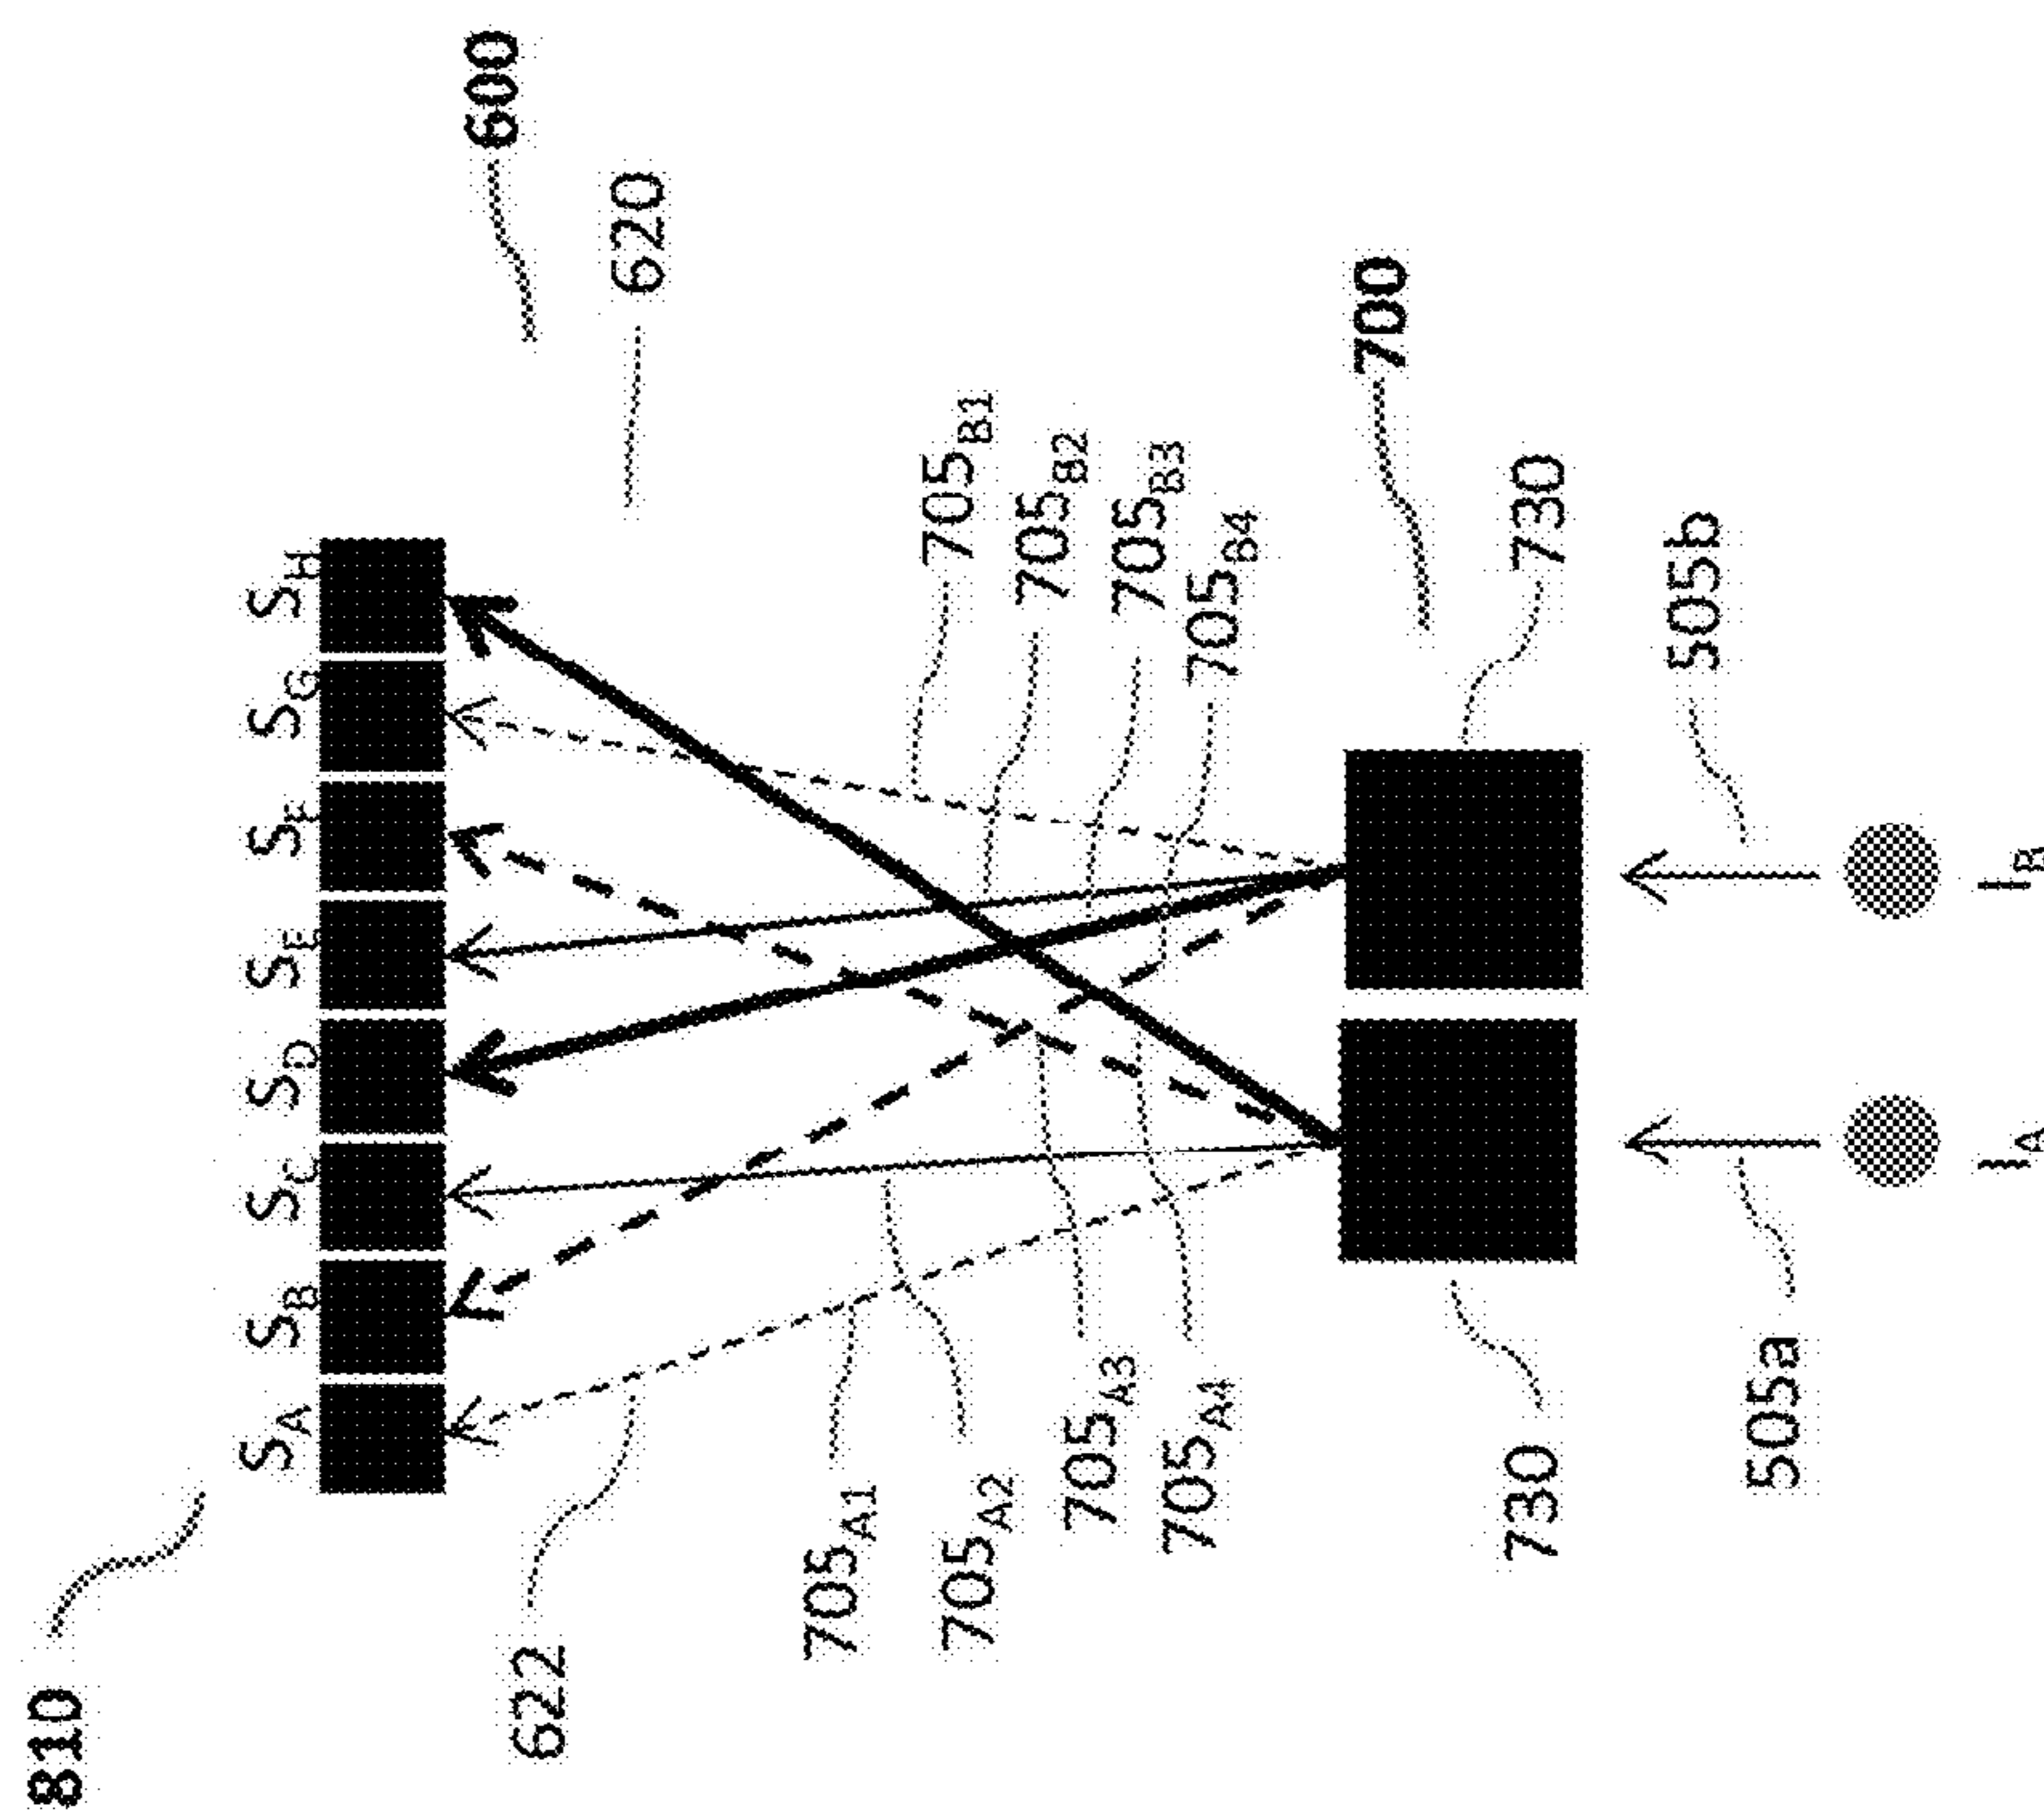 810
S_A S_B S_C S_D S_E S_F S_G S_H
600
622
620
705_A1
705_B1
705_A2
705_B2
705_A3
705_B3
705_A4
705_B4
700
730
730
505a
505b
I_A
I_B